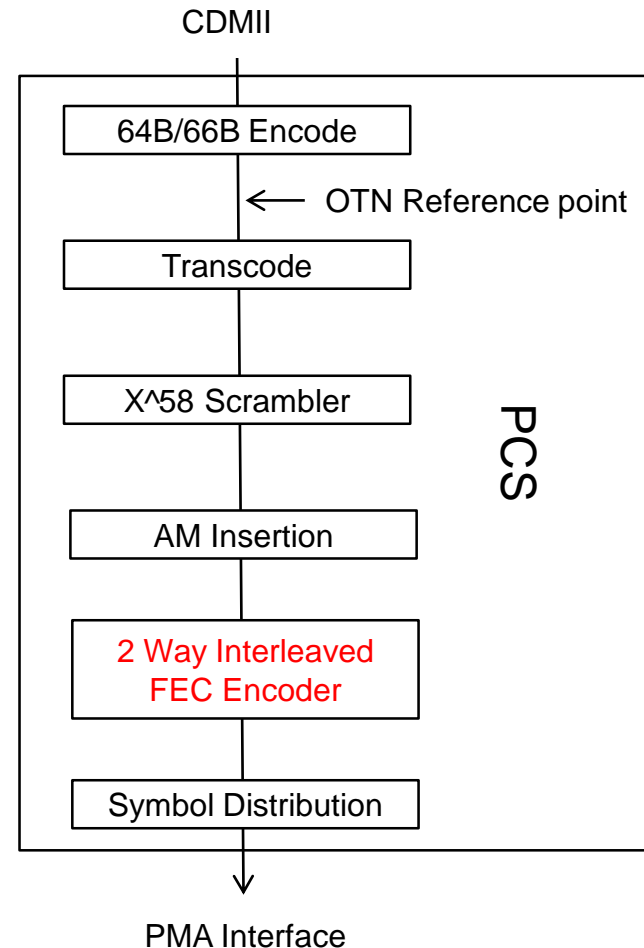 CDMII
64B/66B Encode
OTN Reference point
Transcode
X^58 Scrambler
PCS
AM Insertion
2 Way Interleaved
FEC Encoder
Symbol Distribution
PMA Interface